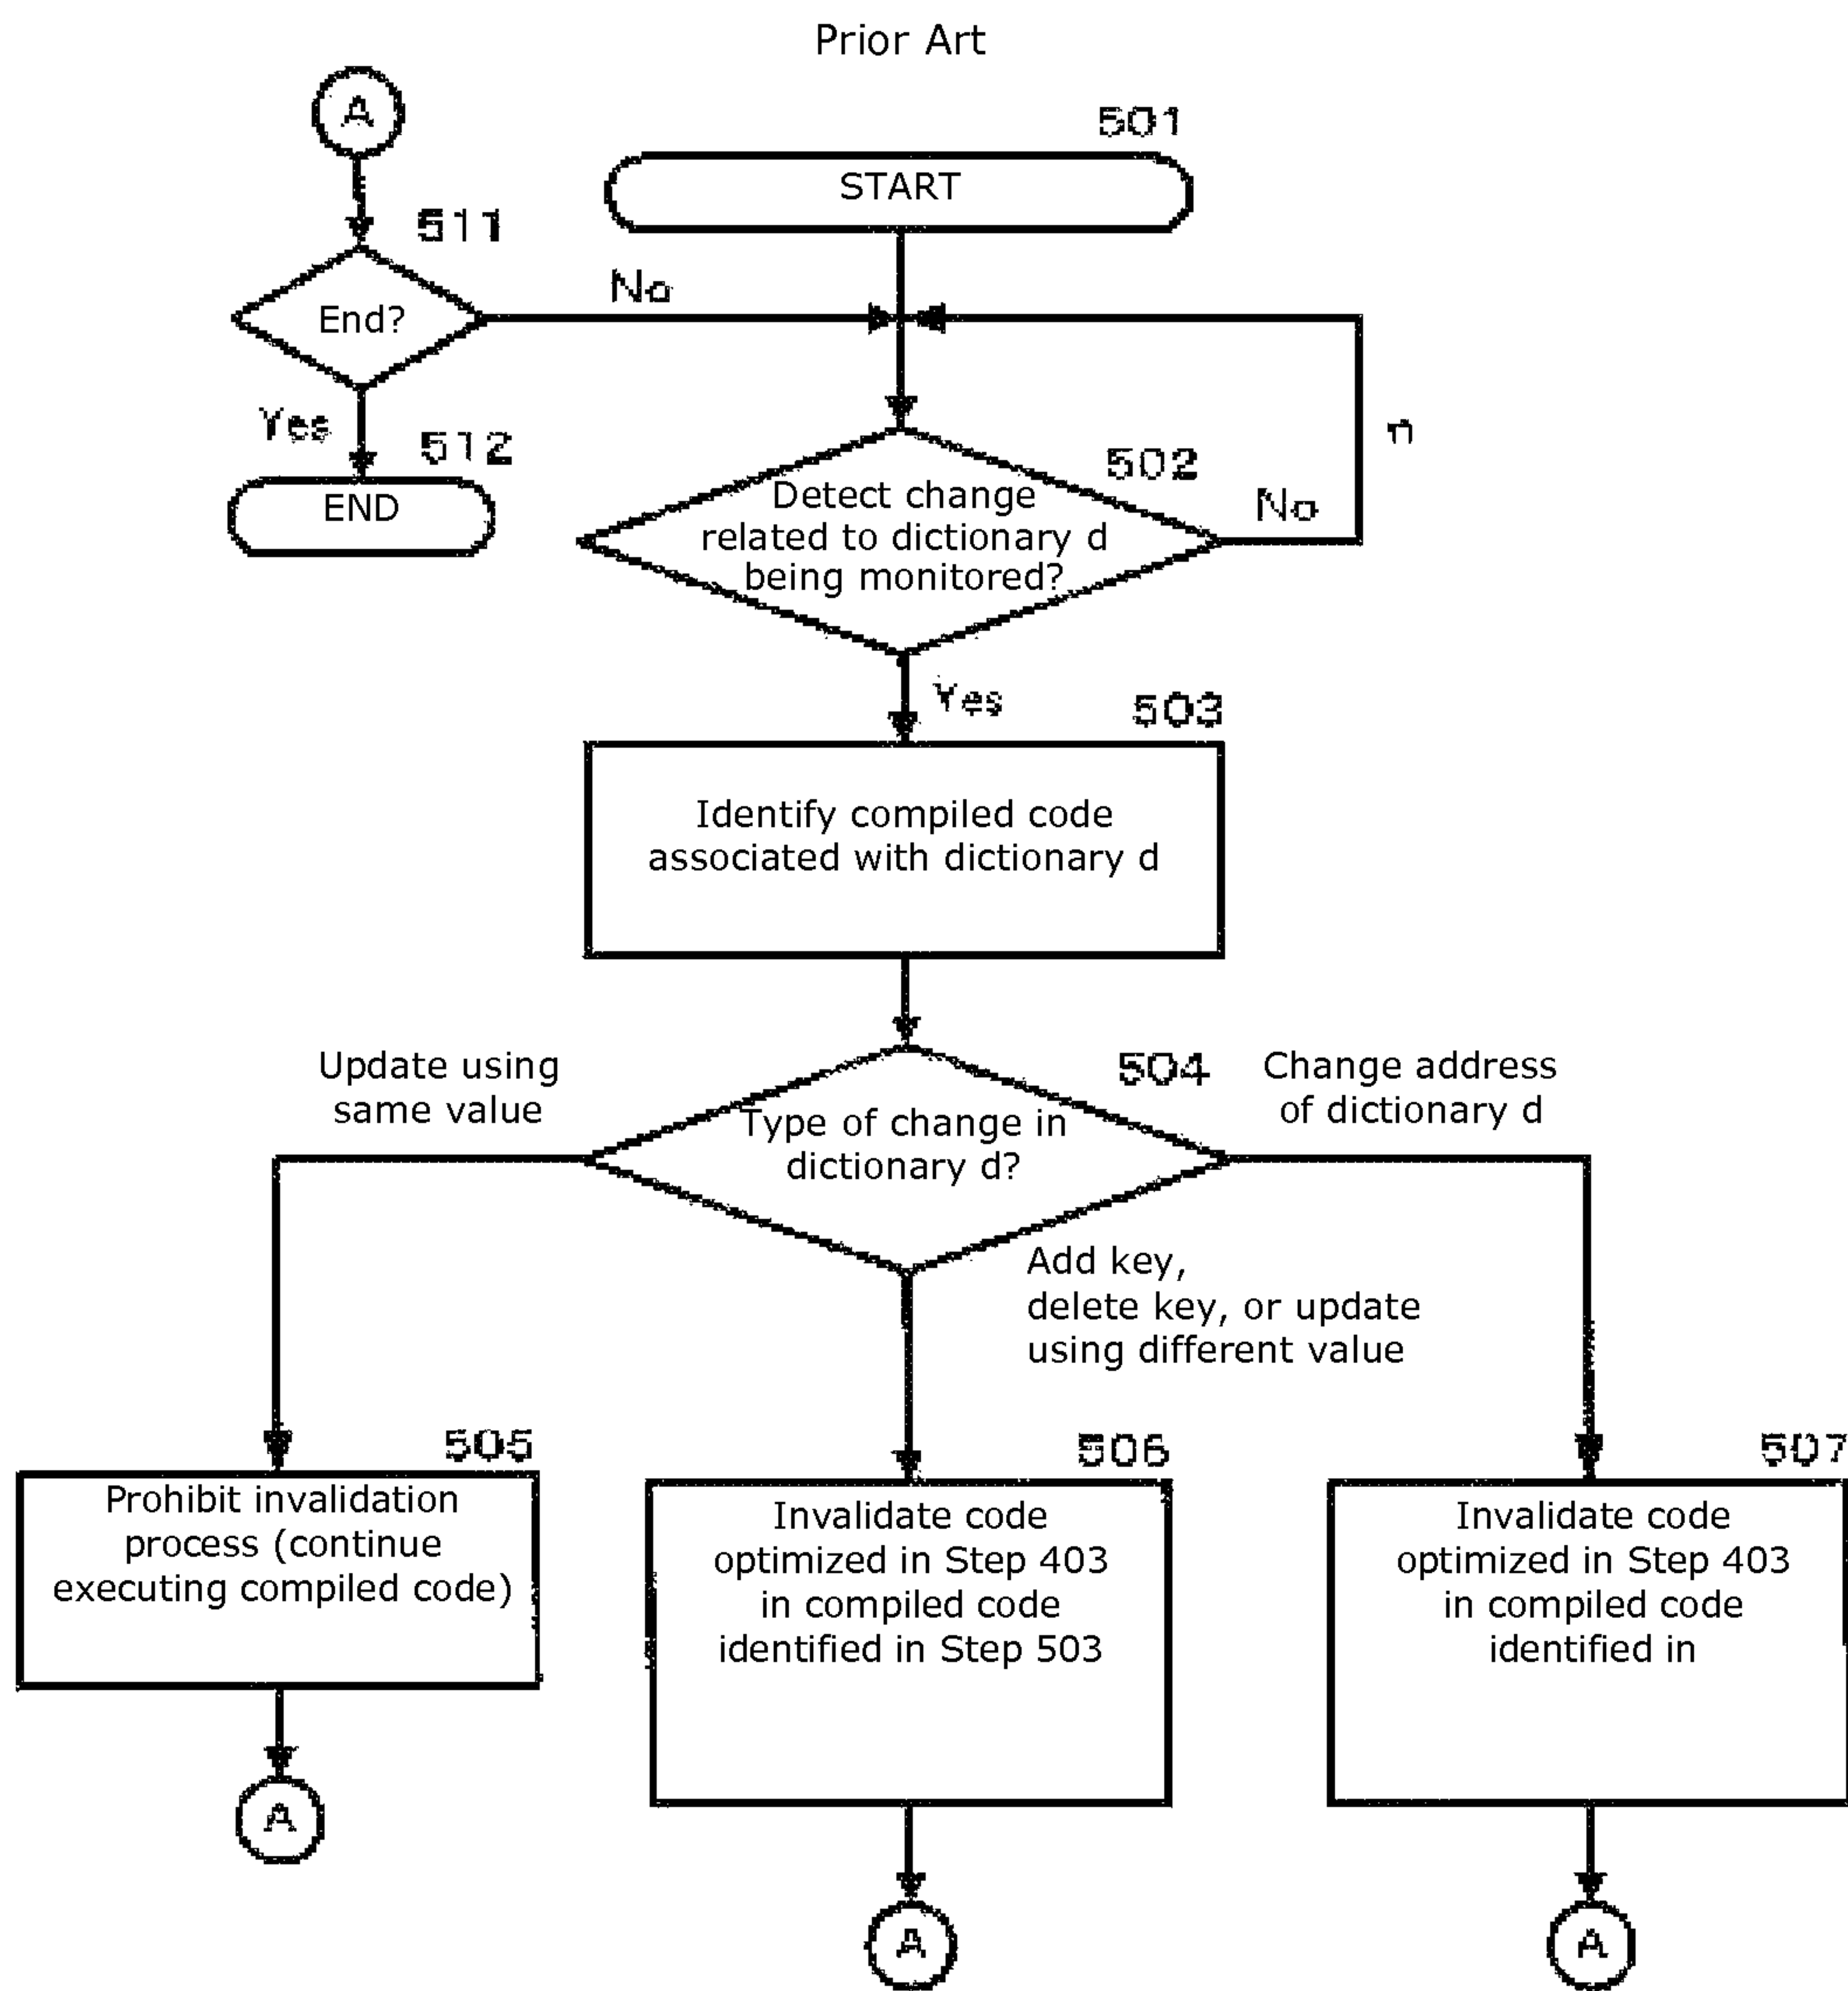 Prior Art
A
501
START
511
End?
No
Yes
512
END
502
Detect change
related to dictionary d
being monitored?
No
n
Yes
503
Identify compiled code
associated with dictionary d
504
Type of change in
dictionary d?
Update using
same value
Change address
of dictionary d
Add key,
delete key, or update
using different value
505
Prohibit invalidation
process (continue
executing compiled code)
506
Invalidate code
optimized in Step 403
in compiled code
identified in Step 503
507
Invalidate code
optimized in Step 403
in compiled code
identified in
A
A
A